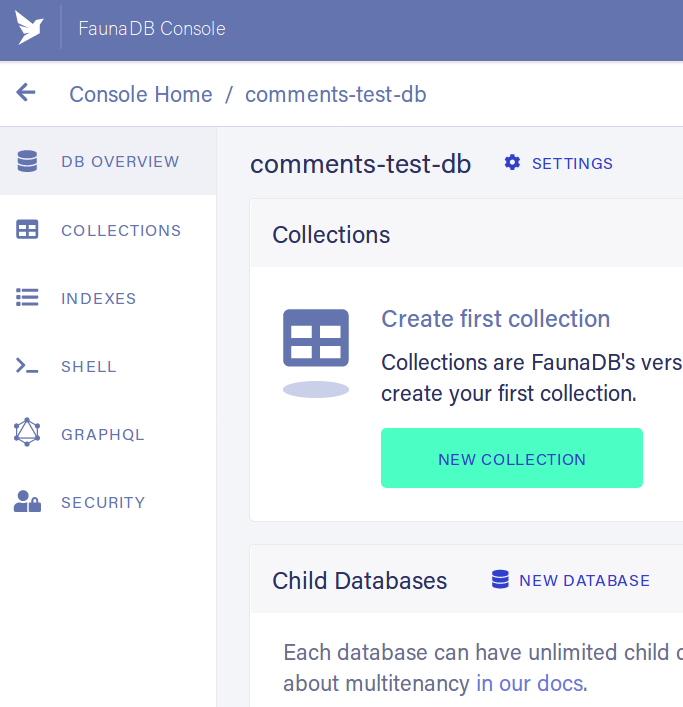 FaunaDB Console
Console Home / comments-test-db
DB OVERVIEW
COLLECTIONS
INDEXES
SHELL
GRAPHQL
SECURITY
comments-test-db
SETTINGS
Collections
Create first collection
Collections are FaunaDB's vers
create your first collection.
NEW COLLECTION
Child Databases
NEW DATABASE
Each database can have unlimited child
about multitenancy in our docs.